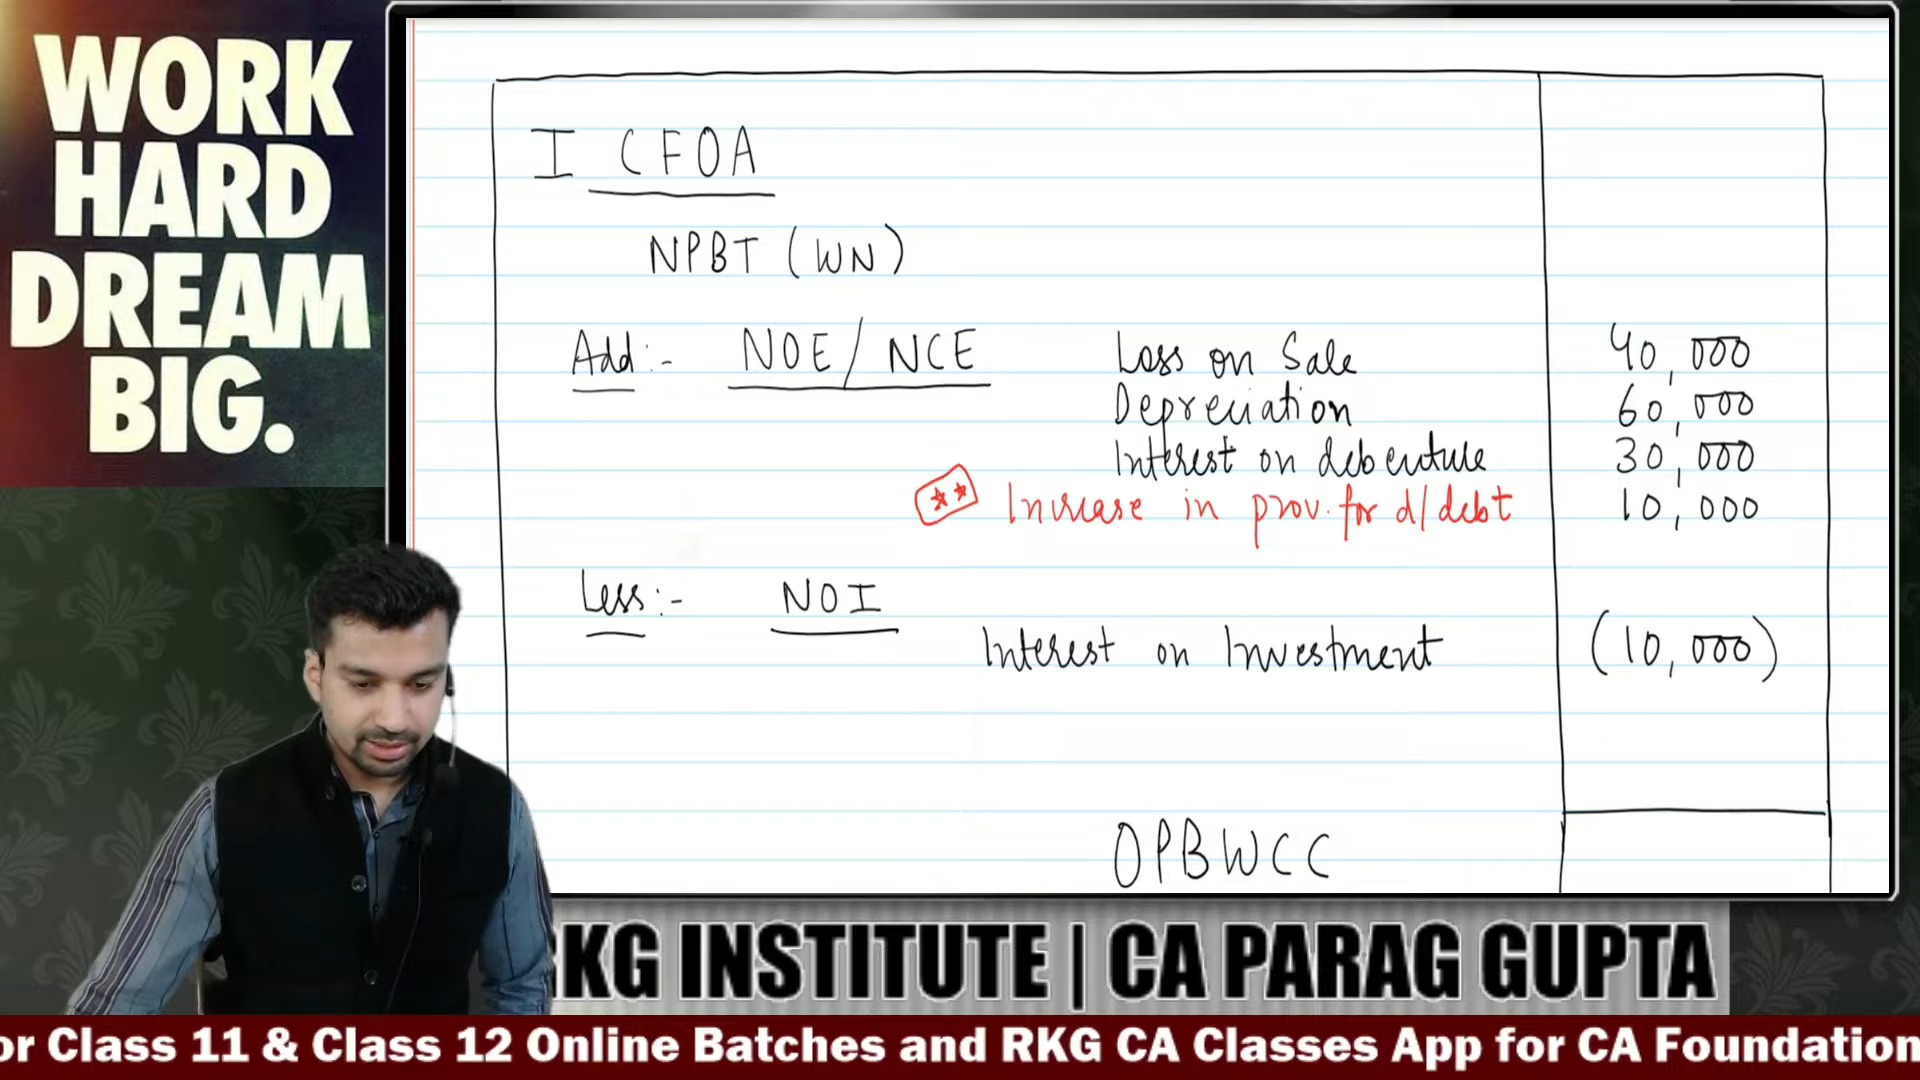 WORK
HARD
DREAM
BIG.
I CFOA
NPBT (WN)
Add :- NOE / NCE Loss on Sale 40,000
Depreciation 60,000
Interest on debenture 30,000
** Increase in prov. for d/debt 10,000
Less :- NOI
Interest on Investment (10,000)
OPBWCC
KG INSTITUTE | CA PARAG GUPTA
or Class 11 & Class 12 Online Batches and RKG CA Classes App for CA Foundation